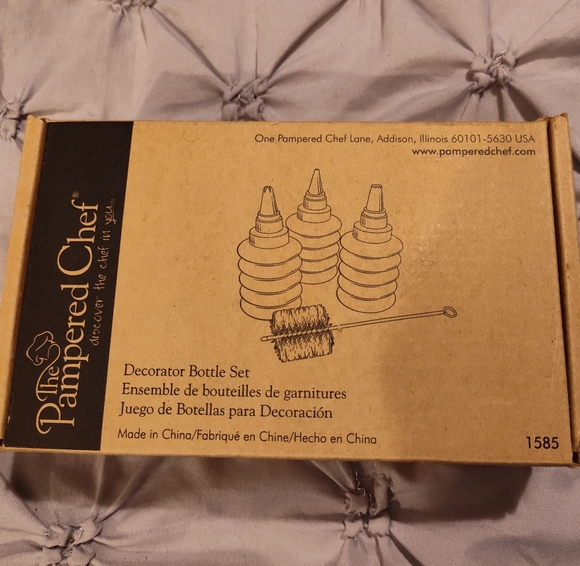 One Pampered Chef Lane, Addison, Illinois 60101-5630 USA
www.pamperedchef.com
The
Pampered Chef®
discover the chef in you™
Decorator Bottle Set
Ensemble de bouteilles de garnitures
Juego de Botellas para Decoración
Made in China/Fabriqué en Chine/Hecho en China
1585